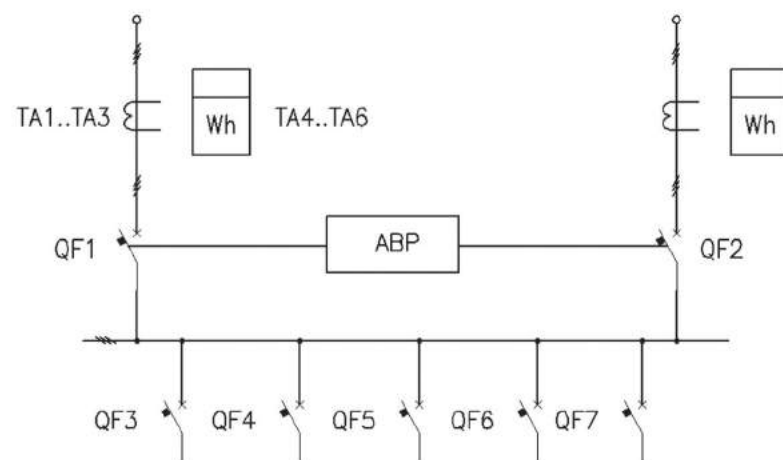 TA1..TA3
Wh
TA4..TA6
Wh
QF1
АВР
QF2
QF3
QF4
QF5
QF6
QF7